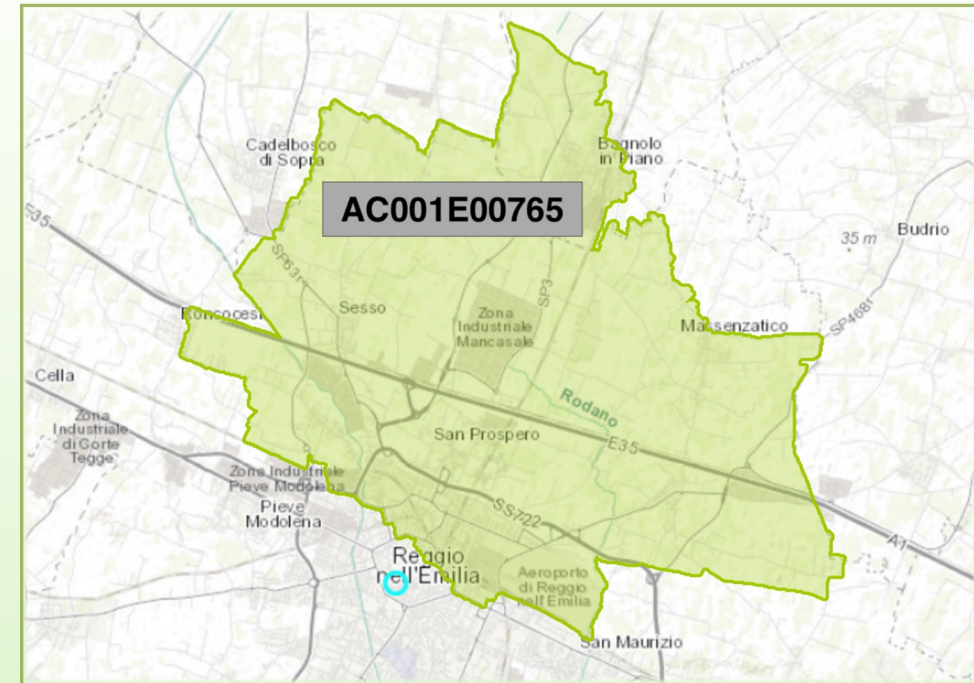 Cadelbosco
di Sopra
Bagnolo
in Piano
AC001E00765
E35
Budrio
35 m
SP63r
SP3
Roncocesi
Sesso
Zona
Industriale
Mancasale
Massenzatico
SP468r
Cella
Rodano
Zona
Industriale
di Corte
Tegge
San Prospero
E35
Zona Industriale
Pieve Modolena
Pieve
Modolena
SS722
A1
Reggio
nell'Emilia
Aeroporto
di Reggio
nell'Emilia
San Maurizio